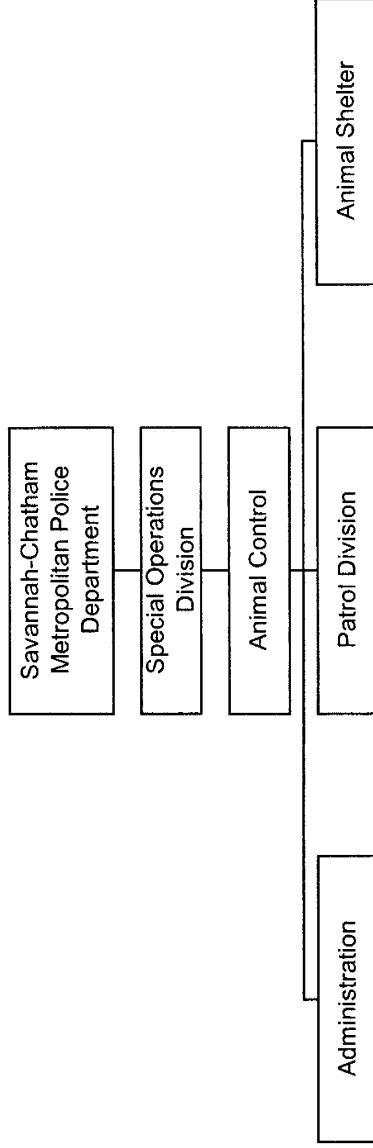 Savannah-Chatham
Metropolitan Police
Department
Special Operations
Division
Animal Control
Administration
Patrol Division
Animal Shelter